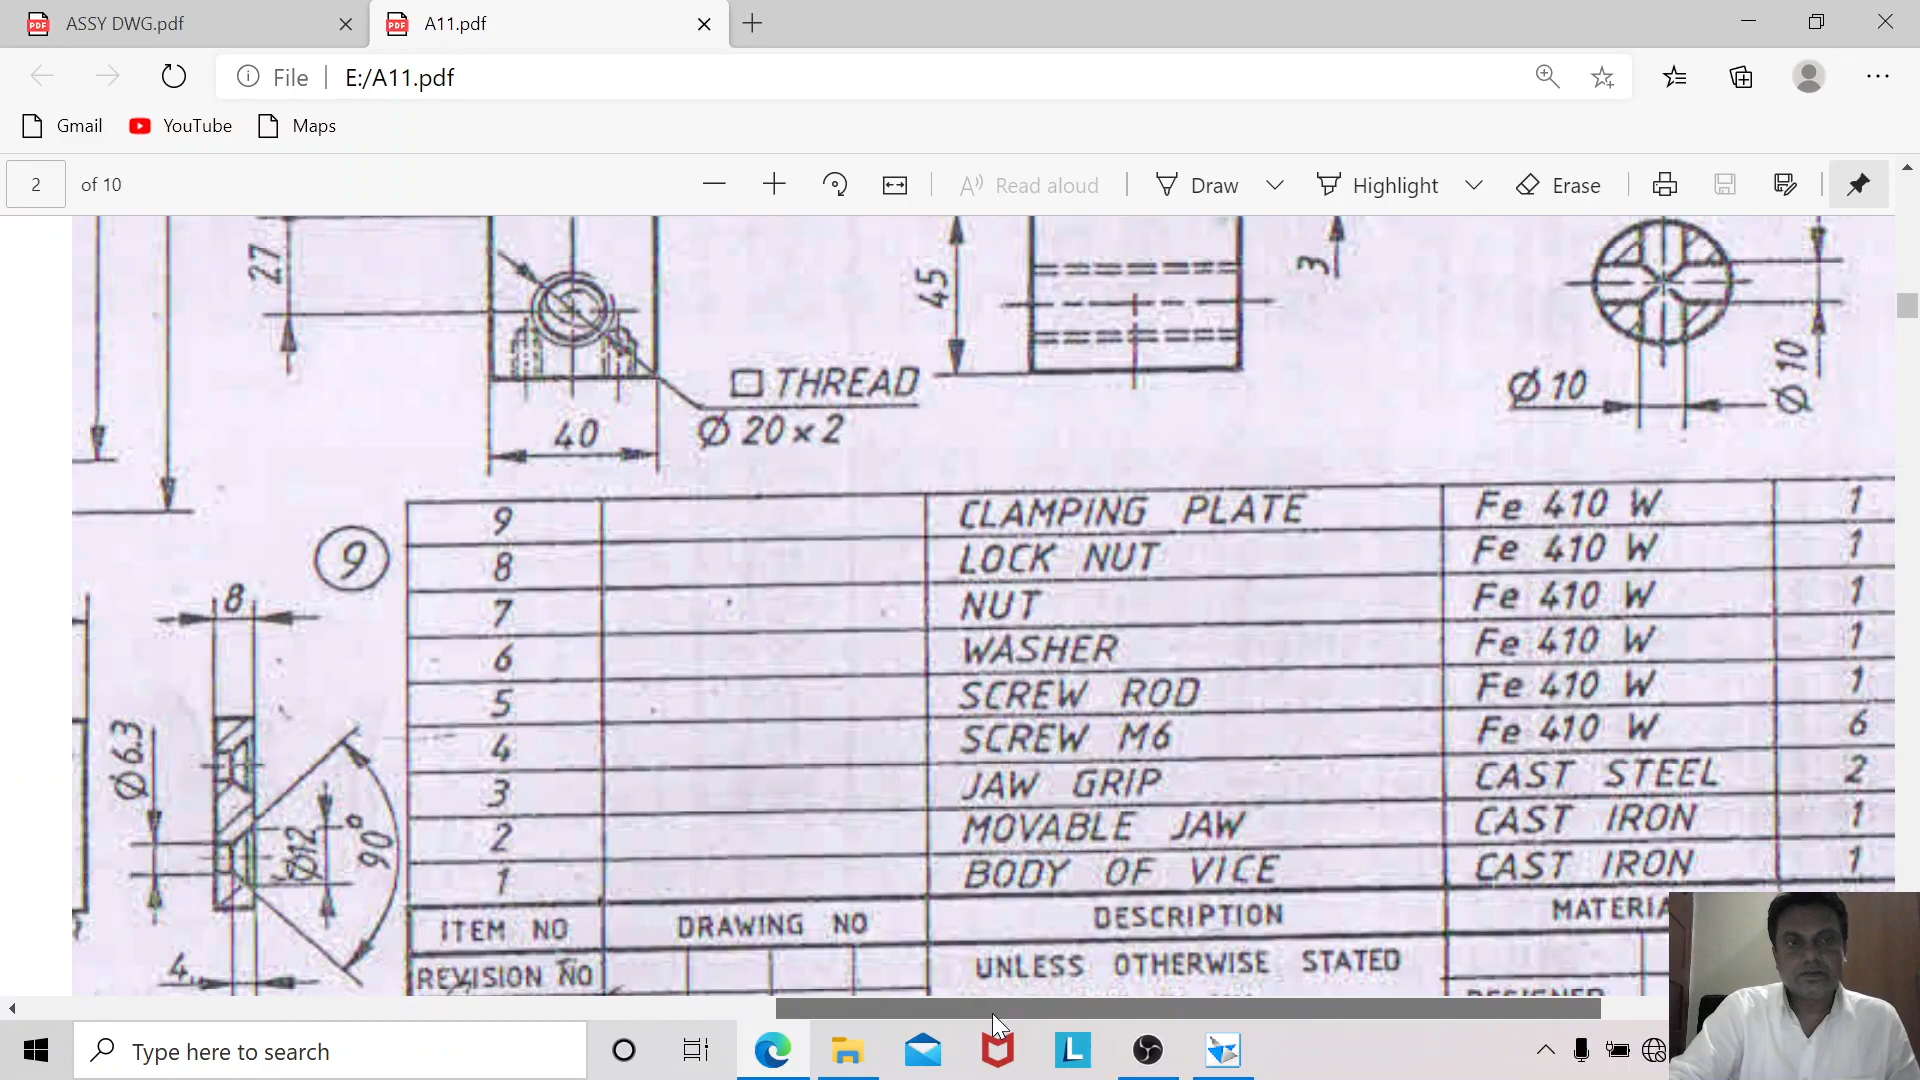 ASSY DWG.pdf
A11.pdf
File
E:/A11.pdf
Gmail
YouTube
Maps
2
of 10
Read aloud
Draw
Highlight
Erase
27
45
3
□ THREAD
Ø 20 × 2
40
Ø 10
Ø 10
9
8
Ø 6.3
Ø12
90°
4
9 CLAMPING PLATE Fe 410 W 1
8 LOCK NUT Fe 410 W 1
7 NUT Fe 410 W 1
6 WASHER Fe 410 W 1
5 SCREW ROD Fe 410 W 1
4 SCREW M6 Fe 410 W 6
3 JAW GRIP CAST STEEL 2
2 MOVABLE JAW CAST IRON 1
1 BODY OF VICE CAST IRON 1
ITEM NO DRAWING NO DESCRIPTION MATERIA
REVISION NO UNLESS OTHERWISE STATED
Type here to search
L